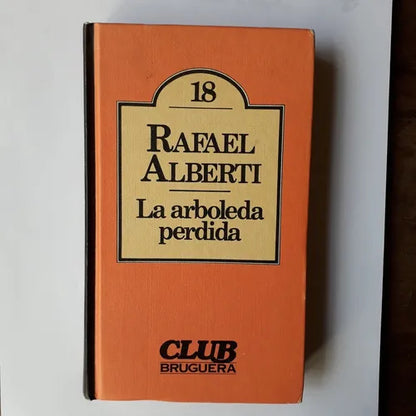 18
RAFAEL
ALBERTI
La arboleda
perdida
CLUB
BRUGUERA